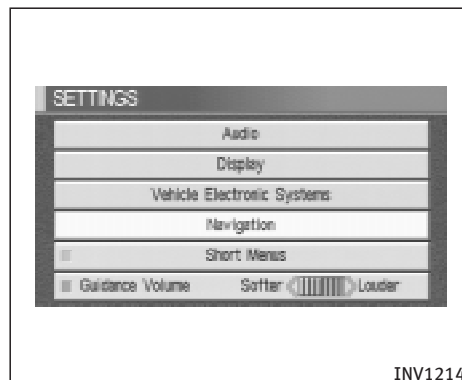 SETTINGS
Audio
Display
Vehicle Electronic Systems
Navigation
Short Menus
Guidance Volume Softer Louder
INV1214